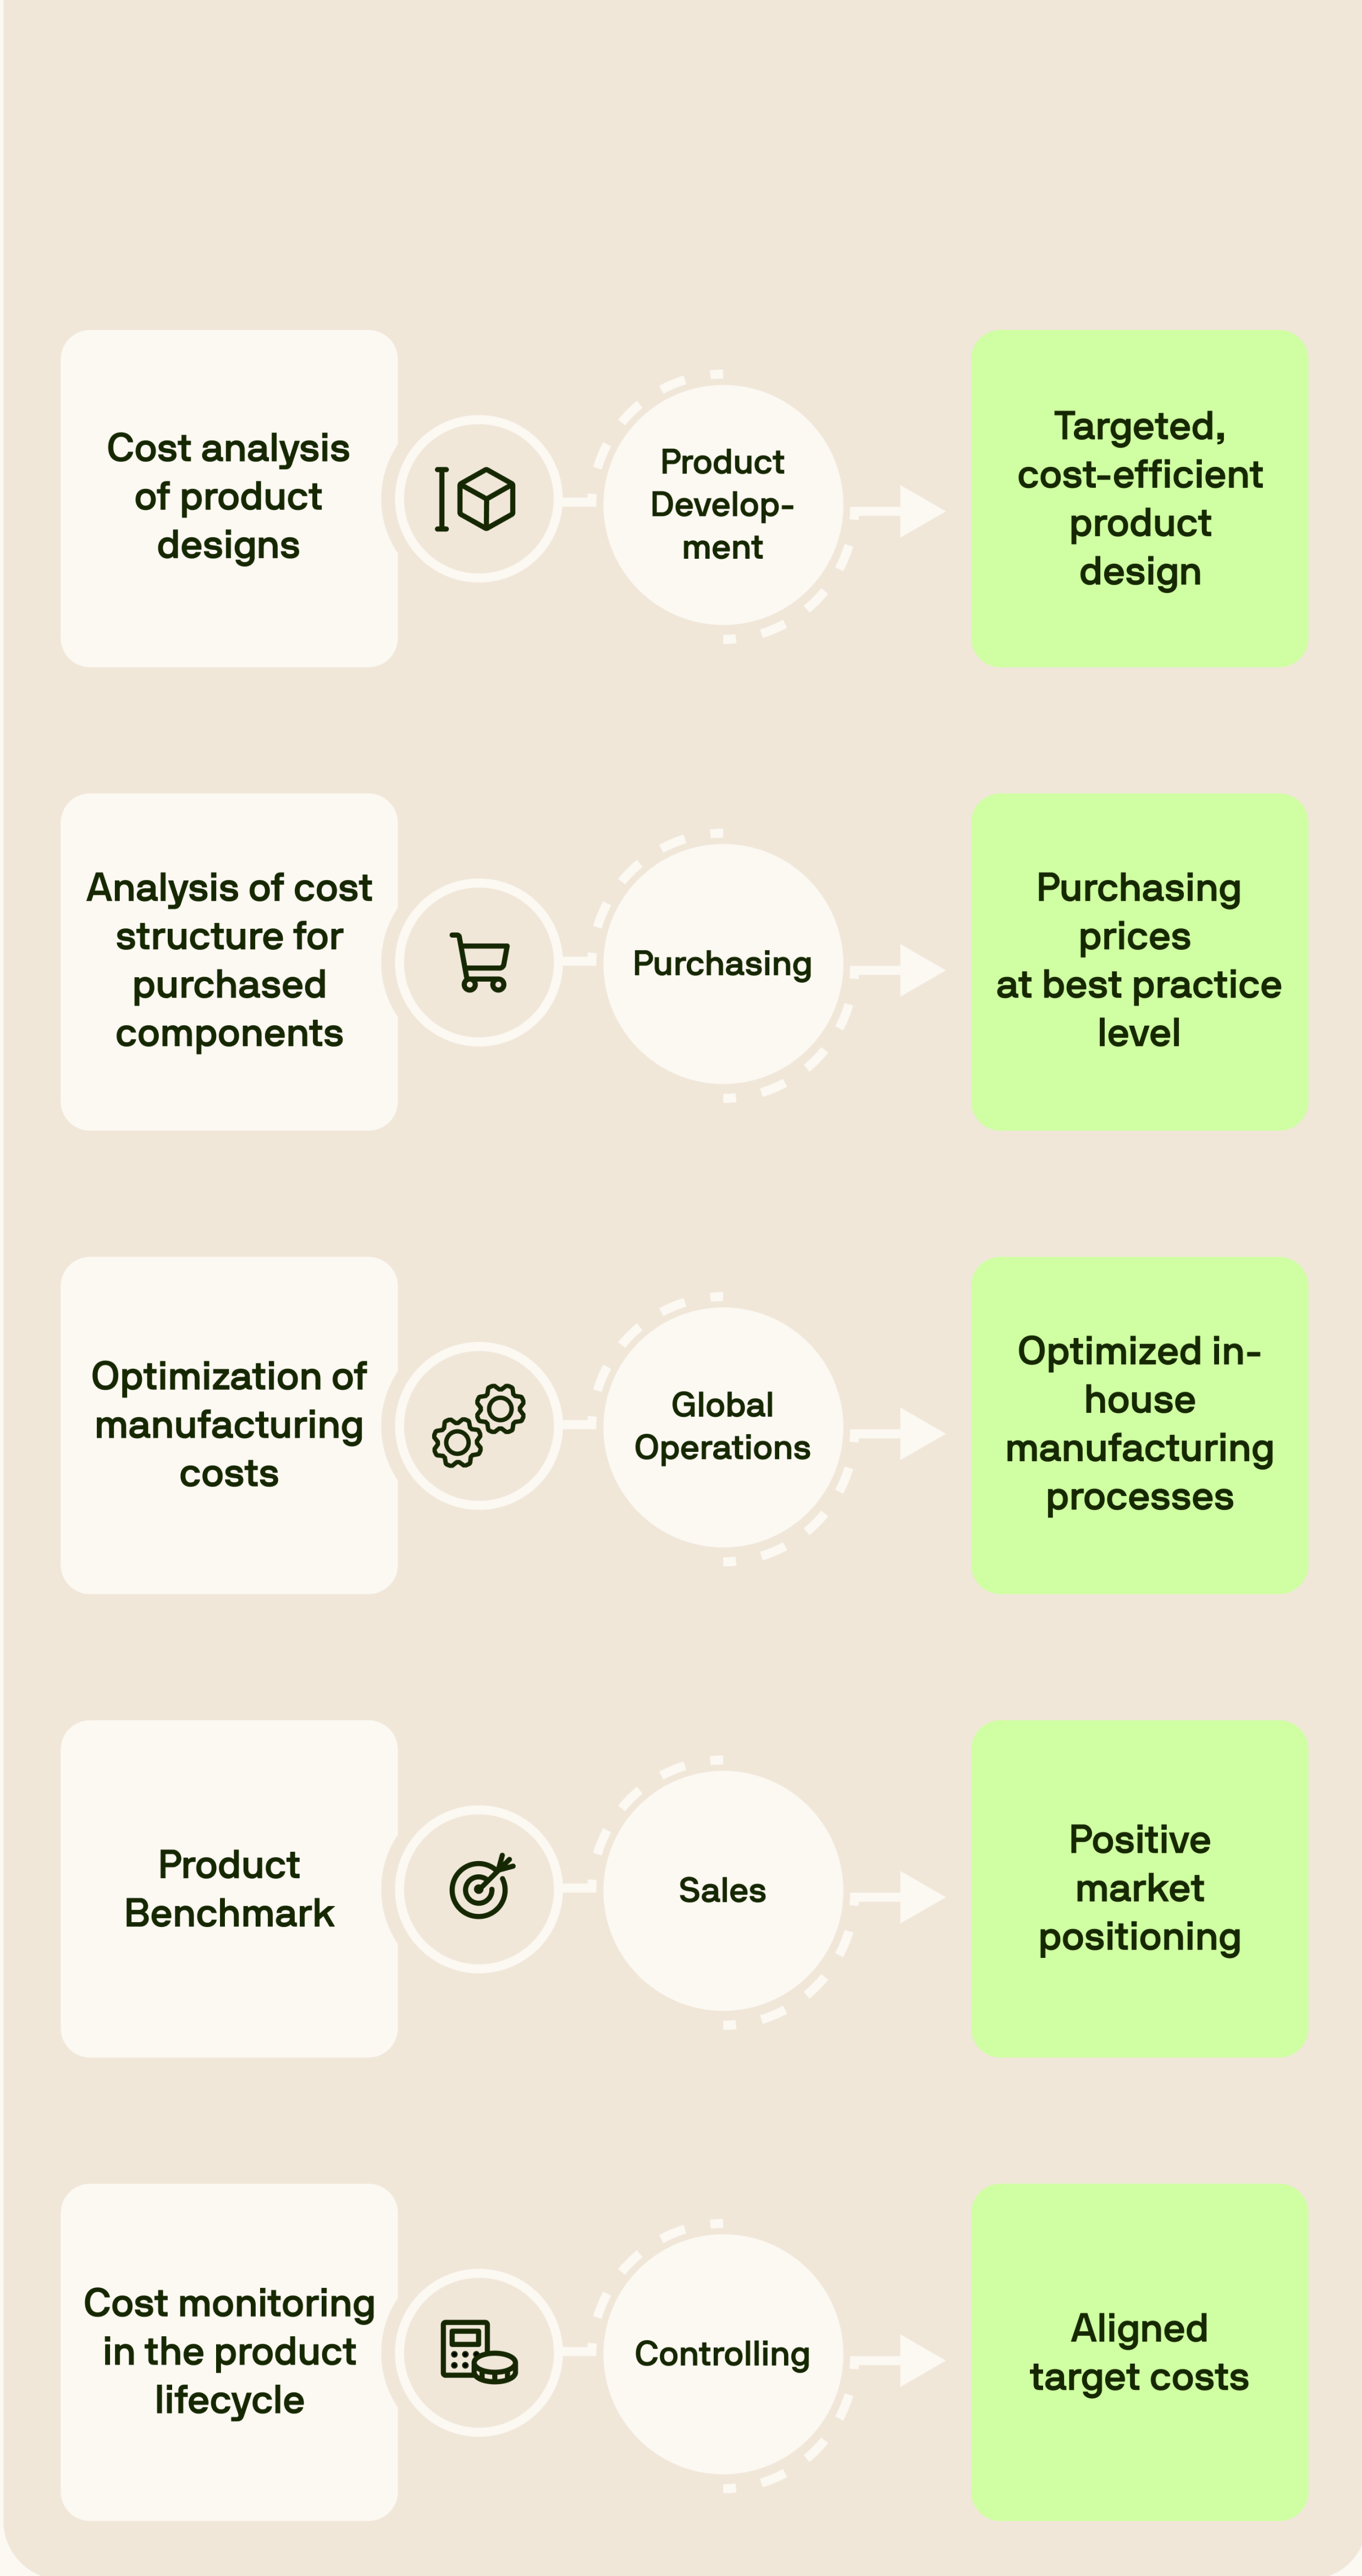 Cost analysis
of product
designs
Product
Develop-
ment
Targeted,
cost-efficient
product
design
Analysis of cost
structure for
purchased
components
Purchasing
Purchasing
prices
at best practice
level
Optimization of
manufacturing
costs
Global
Operations
Optimized in-
house
manufacturing
processes
Product
Benchmark
Sales
Positive
market
positioning
Cost monitoring
in the product
lifecycle
Controlling
Aligned
target costs